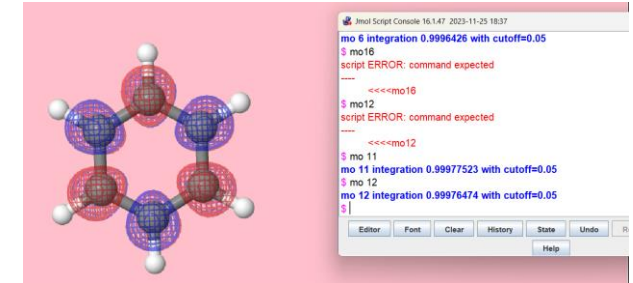 Jmol Script Console 16.1.47 2023-11-25 18:37
mo 6 integration 0.9996426 with cutoff=0.05
$ mo16
script ERROR: command expected
----
<<<<mo16
$ mo12
script ERROR: command expected
----
<<<<mo12
$ mo 11
mo 11 integration 0.99977523 with cutoff=0.05
$ mo 12
mo 12 integration 0.99976474 with cutoff=0.05
$
Editor Font Clear History State Undo
Help